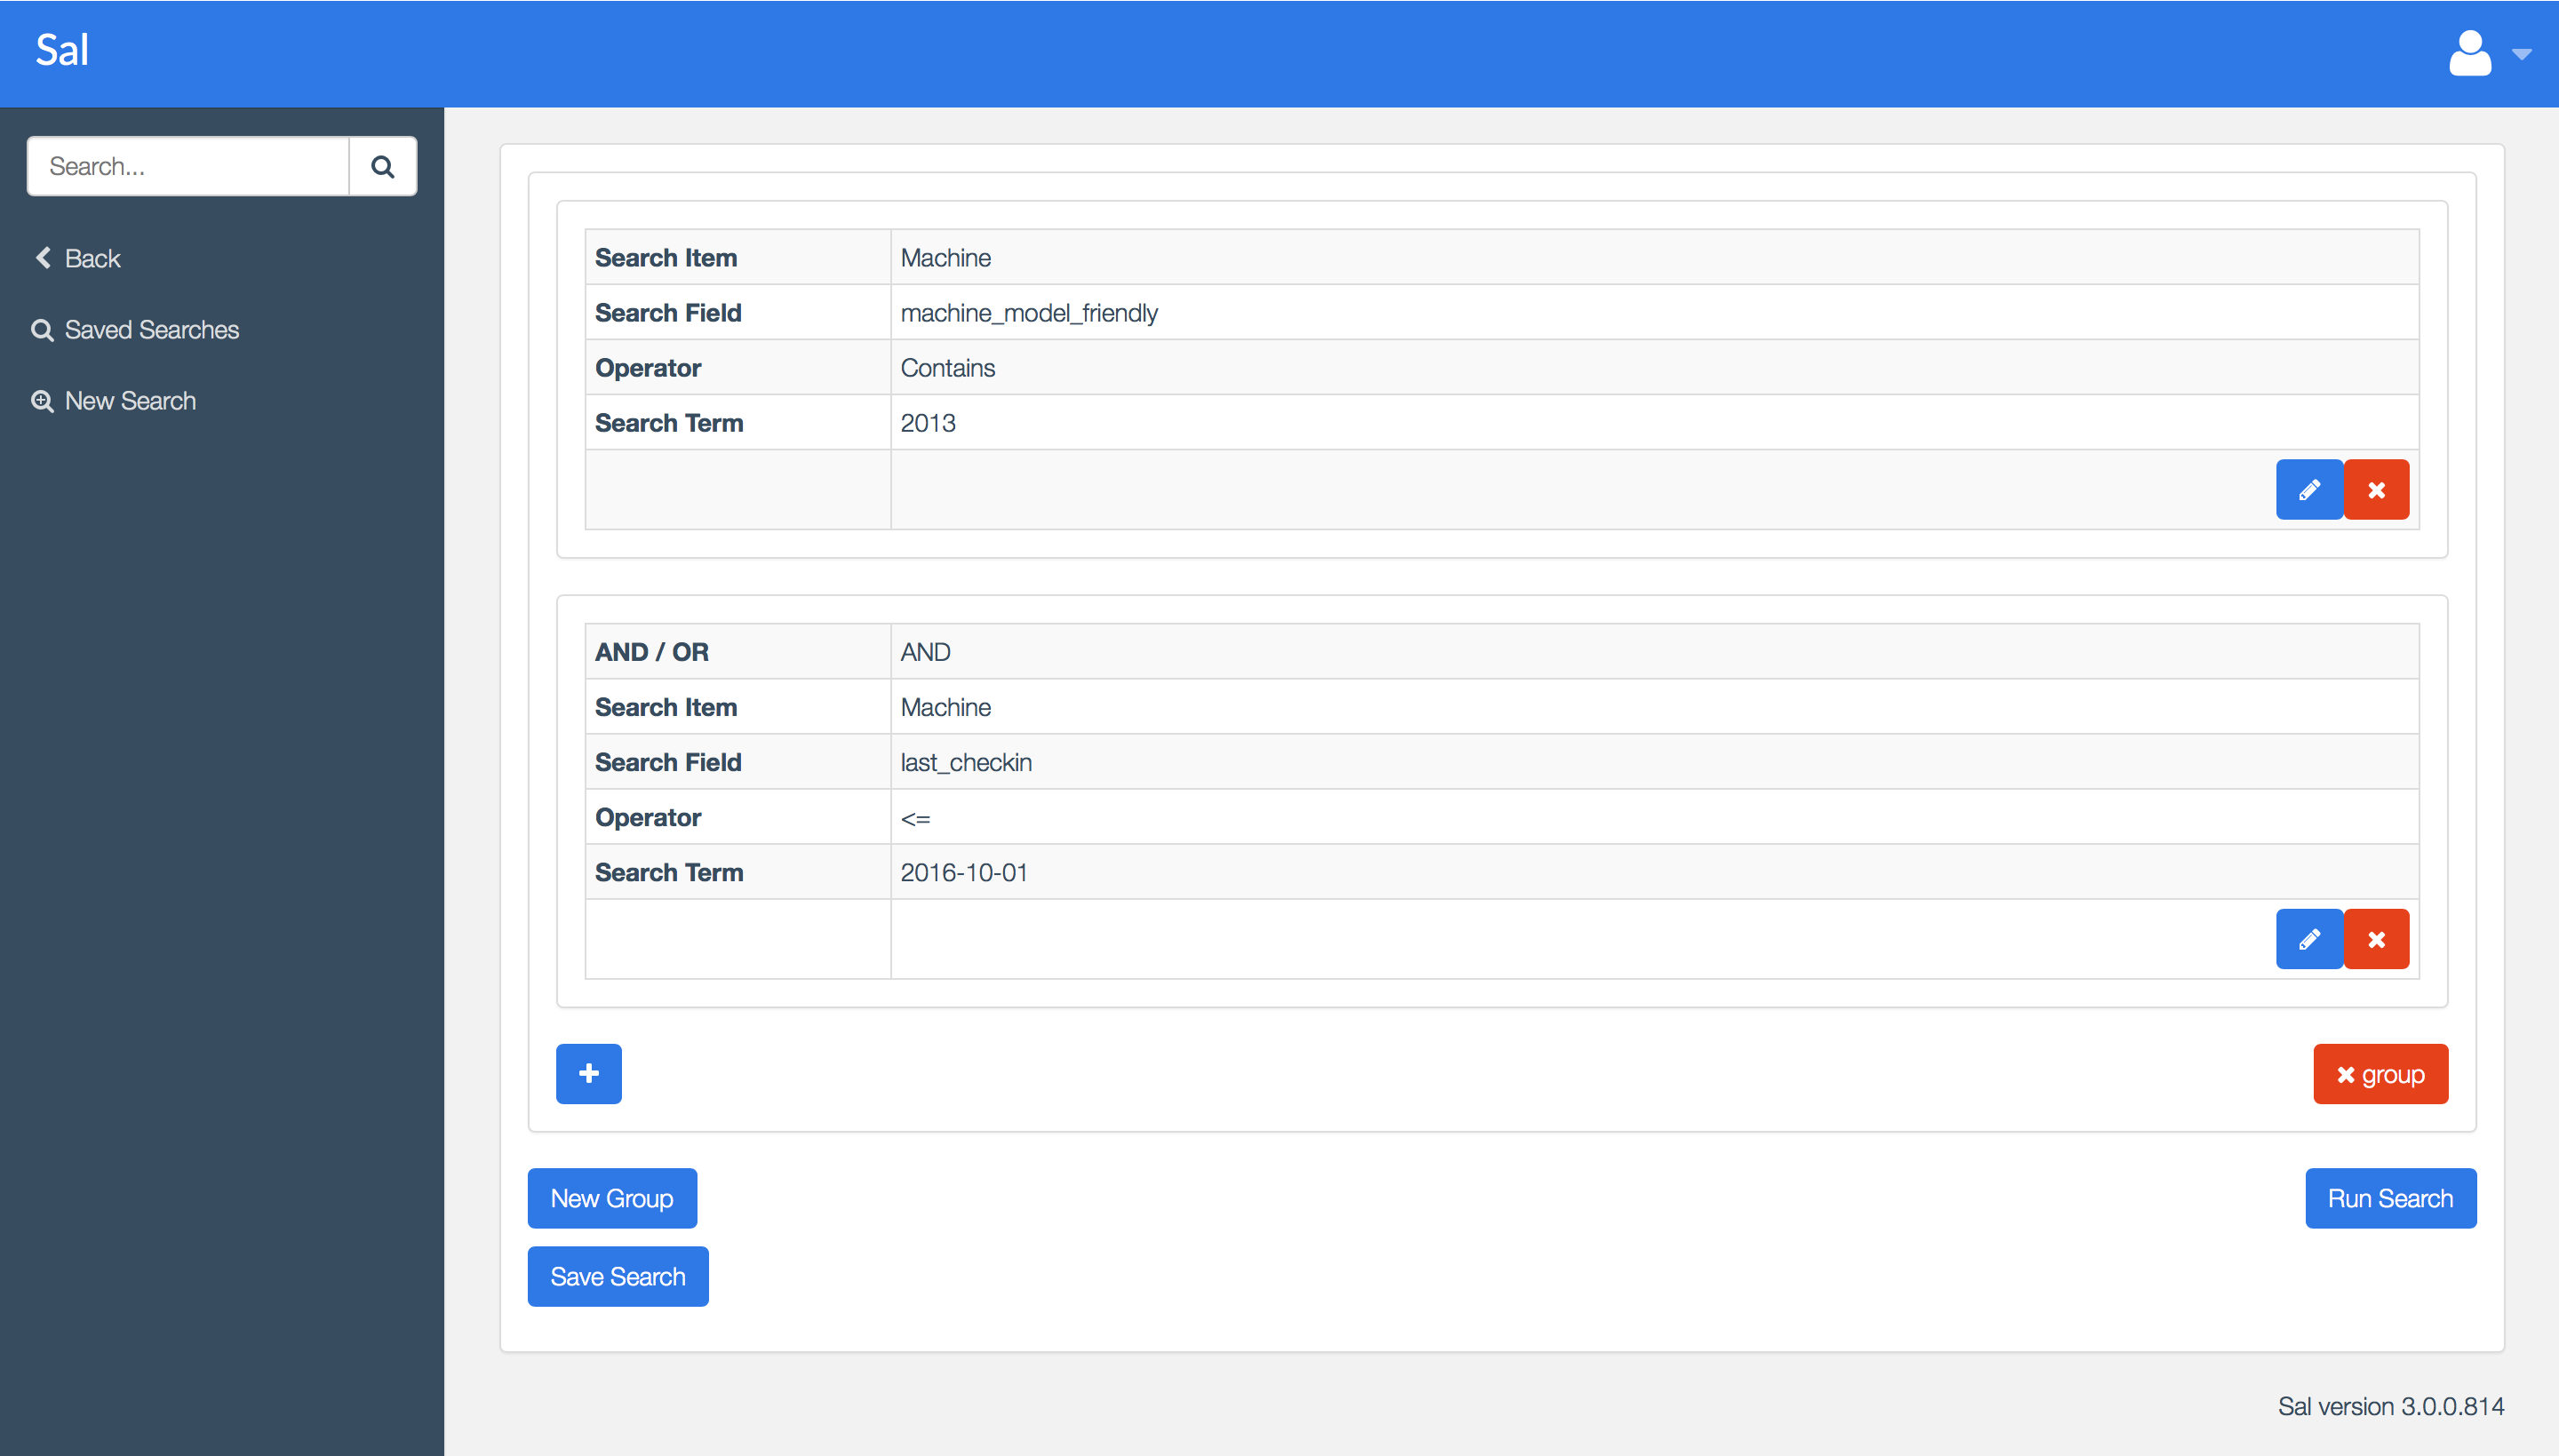 Sal
Search...
Back
Saved Searches
New Search
Search Item Machine
Search Field machine_model_friendly
Operator Contains
Search Term 2013
AND / OR AND
Search Item Machine
Search Field last_checkin
Operator <=
Search Term 2016-10-01
group
New Group Run Search
Save Search
Sal version 3.0.0.814